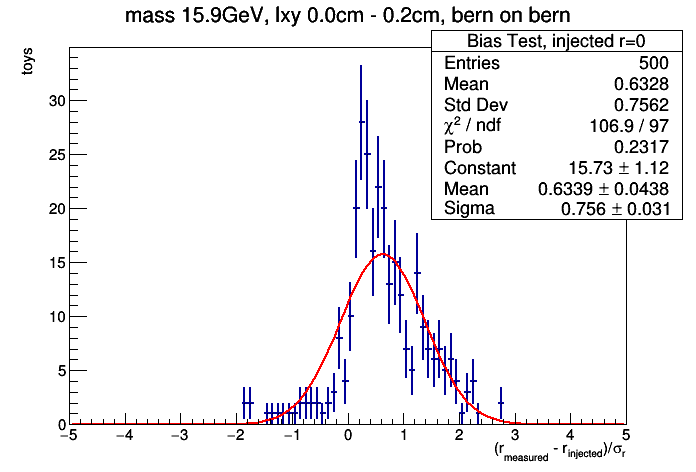 mass 15.9GeV, lxy 0.0cm - 0.2cm, bern on bern
toys
Bias Test, injected r=0
Entries 500
Mean 0.6328
Std Dev 0.7562
χ² / ndf 106.9 / 97
Prob 0.2317
Constant 15.73 ± 1.12
Mean 0.6339 ± 0.0438
Sigma 0.756 ± 0.031
30
25
20
15
10
5
0
−5 −4 −3 −2 −1 0 1 2 3 4 5
(r_measured - r_injected)/σ_r